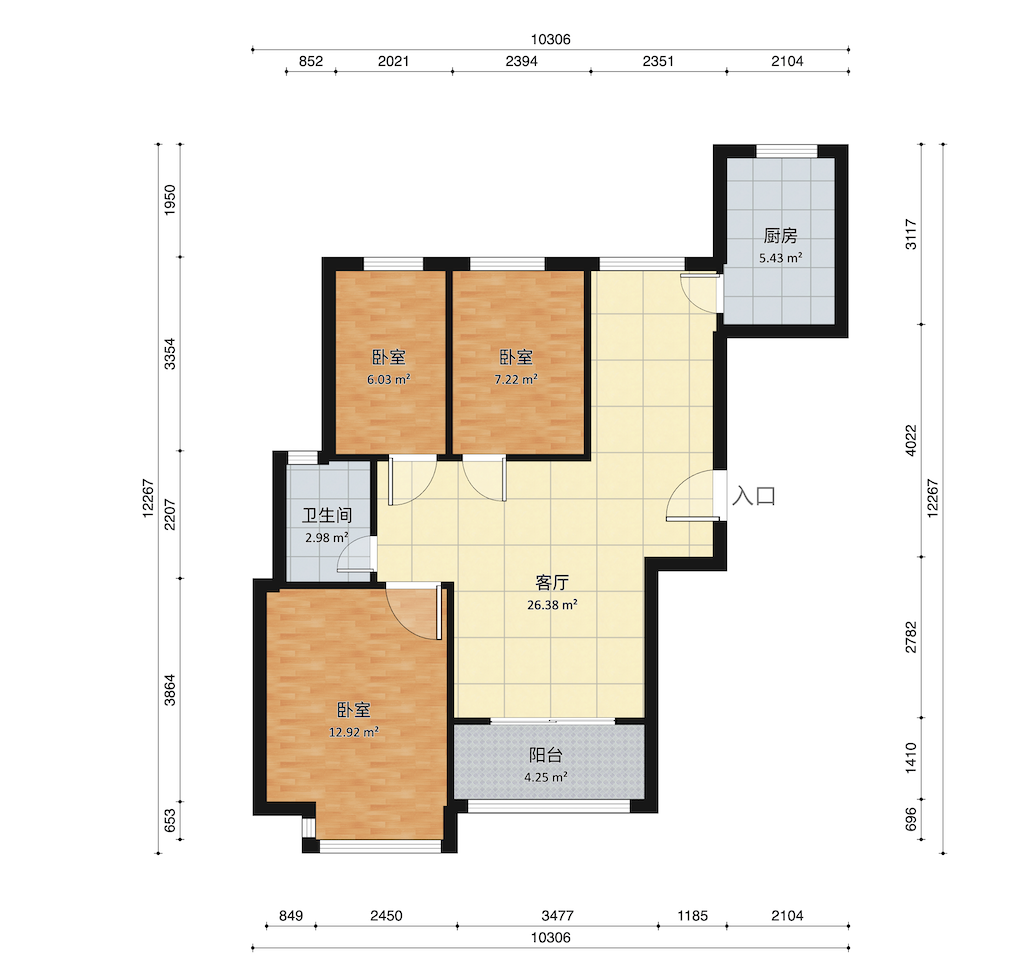 10306
852
2021
2394
2351
2104
1950
3354
2207
3864
653
12267
3117
4022
2782
1410
696
12267
厨房
5.43 m²
卧室
6.03 m²
卧室
7.22 m²
入口
卫生间
2.98 m²
客厅
26.38 m²
卧室
12.92 m²
阳台
4.25 m²
849
2450
3477
1185
2104
10306